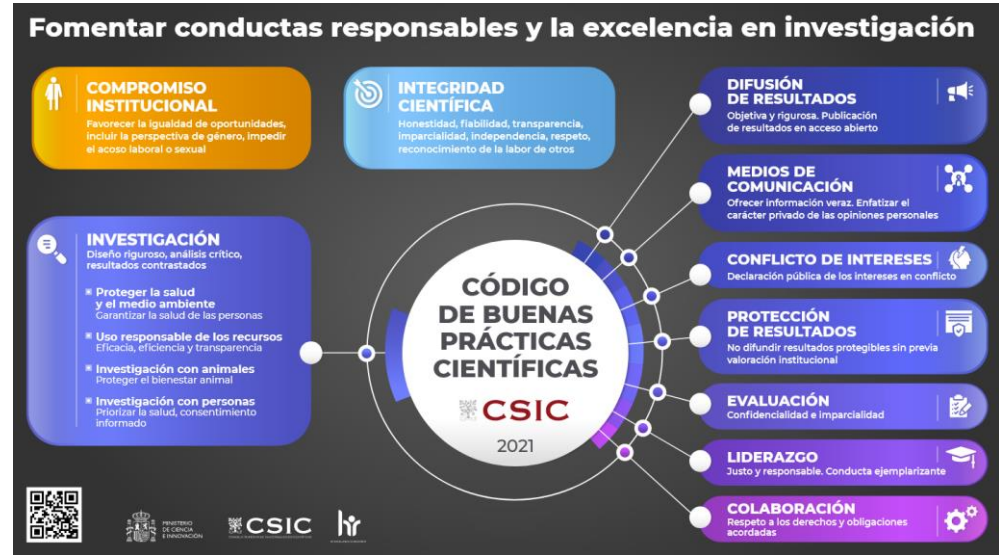 Fomentar conductas responsables y la excelencia en investigación
COMPROMISO
INSTITUCIONAL
Favorecer la igualdad de oportunidades,
incluir la perspectiva de género, impedir
el acoso laboral o sexual
INTEGRIDAD
CIENTÍFICA
Honestidad, fiabilidad, transparencia,
imparcialidad, independencia, respeto,
reconocimiento de la labor de otros
INVESTIGACIÓN
Diseño riguroso, análisis crítico,
resultados contrastados
Proteger la salud
y el medio ambiente
Garantizar la salud de las personas
Uso responsable de los recursos
Eficacia, eficiencia y transparencia
Investigación con animales
Proteger el bienestar animal
Investigación con personas
Priorizar la salud, consentimiento
informado
CÓDIGO
DE BUENAS
PRÁCTICAS
CIENTÍFICAS
CSIC
2021
DIFUSIÓN
DE RESULTADOS
Objetiva y rigurosa. Publicación
de resultados en acceso abierto
MEDIOS DE
COMUNICACIÓN
Ofrecer información veraz. Enfatizar el
carácter privado de las opiniones personales
CONFLICTO DE INTERESES
Declaración pública de los intereses en conflicto
PROTECCIÓN
DE RESULTADOS
No difundir resultados protegibles sin previa
valoración institucional
EVALUACIÓN
Confidencialidad e imparcialidad
LIDERAZGO
Justo y responsable. Conducta ejemplarizante
COLABORACIÓN
Respeto a los derechos y obligaciones
acordadas
MINISTERIO
DE CIENCIA
E INNOVACIÓN
CSIC
hr